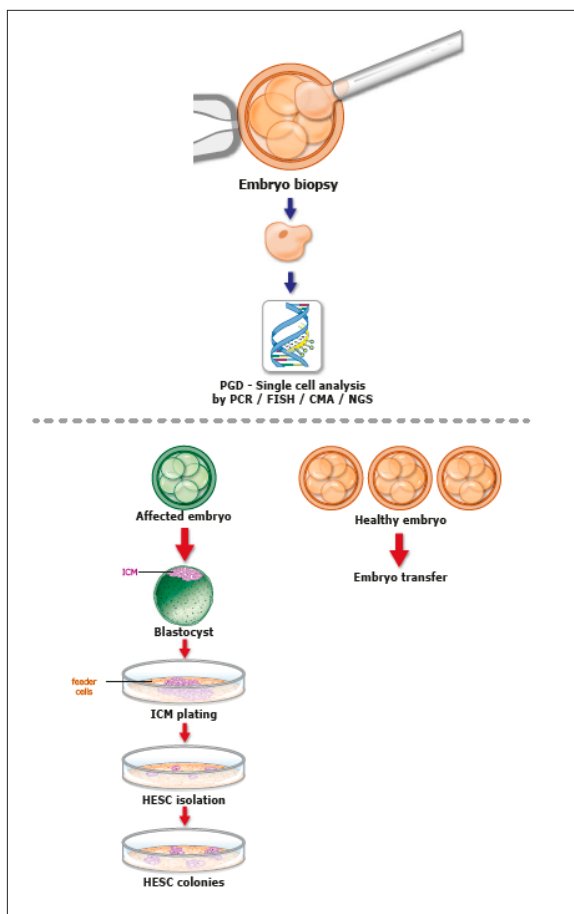 Embryo biopsy
PGD - Single cell analysis
by PCR / FISH / CMA / NGS
Affected embryo
Healthy embryo
Embryo transfer
ICM
Blastocyst
feeder
cells
ICM plating
HESC isolation
HESC colonies